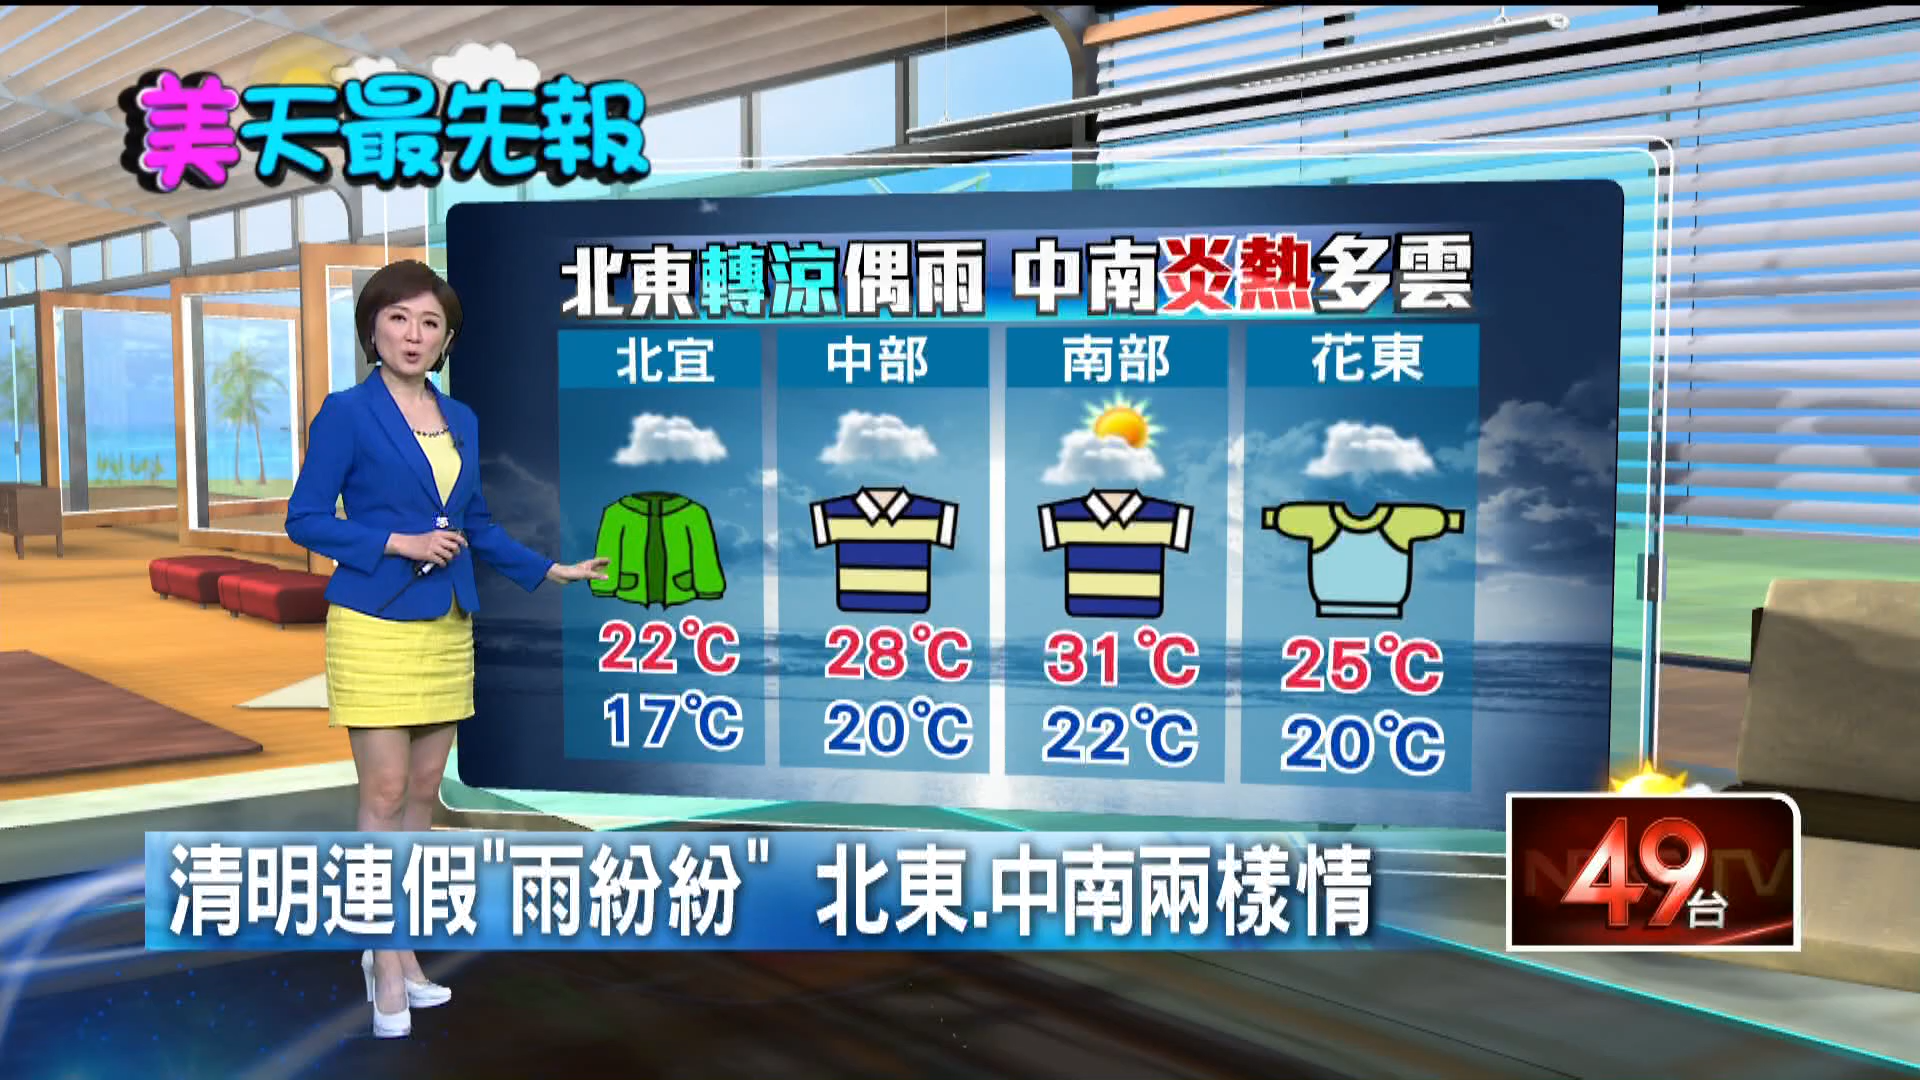 美天最先報
北東轉涼偶雨 中南炎熱多雲
北宜 中部 南部 花東
22℃ 28℃ 31℃ 25℃
17℃ 20℃ 22℃ 20℃
清明連假"雨紛紛" 北東.中南兩樣情
49台